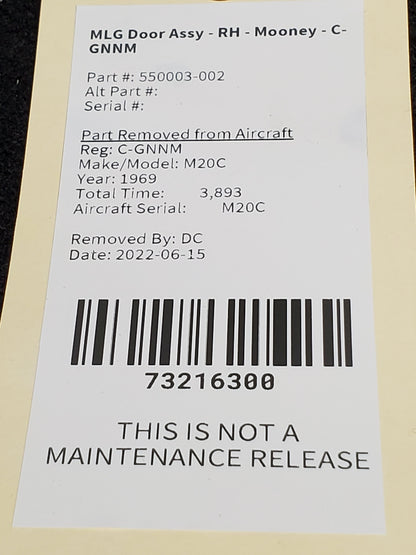 MLG Door Assy - RH - Mooney - C-
GNNM
Part #: 550003-002
Alt Part #:
Serial #:
Part Removed from Aircraft
Reg: C-GNNM
Make/Model: M20C
Year: 1969
Total Time: 3,893
Aircraft Serial: M20C
Removed By: DC
Date: 2022-06-15
73216300
THIS IS NOT A
MAINTENANCE RELEASE